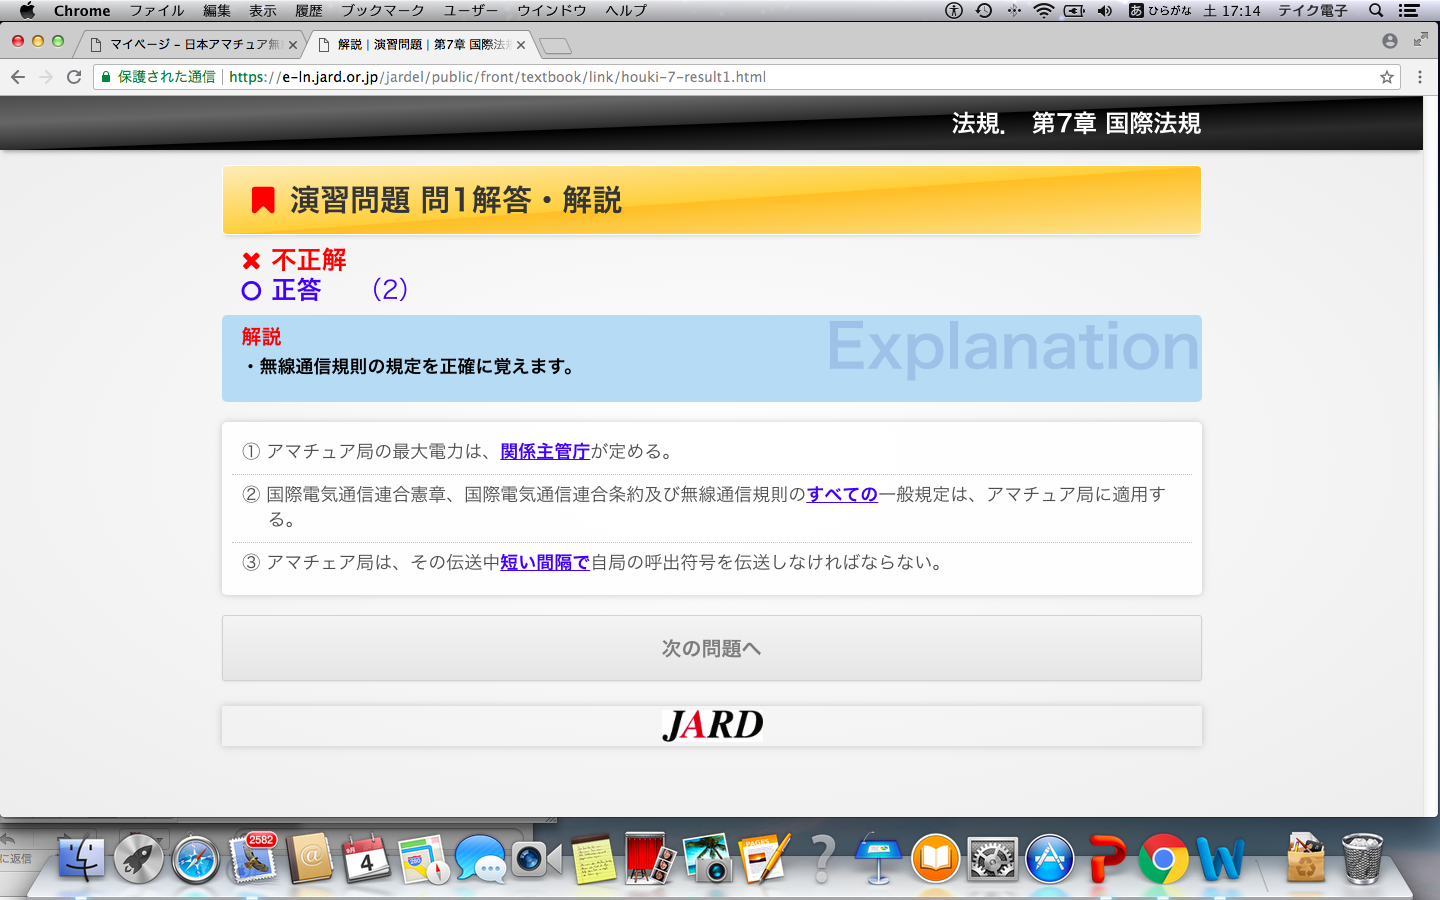 Chrome ファイル 編集 表示 履歴 ブックマーク ユーザー ウインドウ ヘルプ
あ ひらがな 土 17:14 テイク電子
マイページ – 日本アマチュア無
解説 | 演習問題 | 第7章 国際法
保護された通信 https://e-ln.jard.or.jp/jardel/public/front/textbook/link/houki-7-result1.html
法規. 第7章 国際法規
演習問題 問1解答・解説
不正解
正答 (2)
解説
Explanation
・無線通信規則の規定を正確に覚えます。
① アマチュア局の最大電力は、関係主管庁が定める。
② 国際電気通信連合憲章、国際電気通信連合条約及び無線通信規則のすべての一般規定は、アマチュア局に適用す
る。
③ アマチェア局は、その伝送中短い間隔で自局の呼出符号を伝送しなければならない。
次の問題へ
JARD
に返信
2582
4
280
PAGES